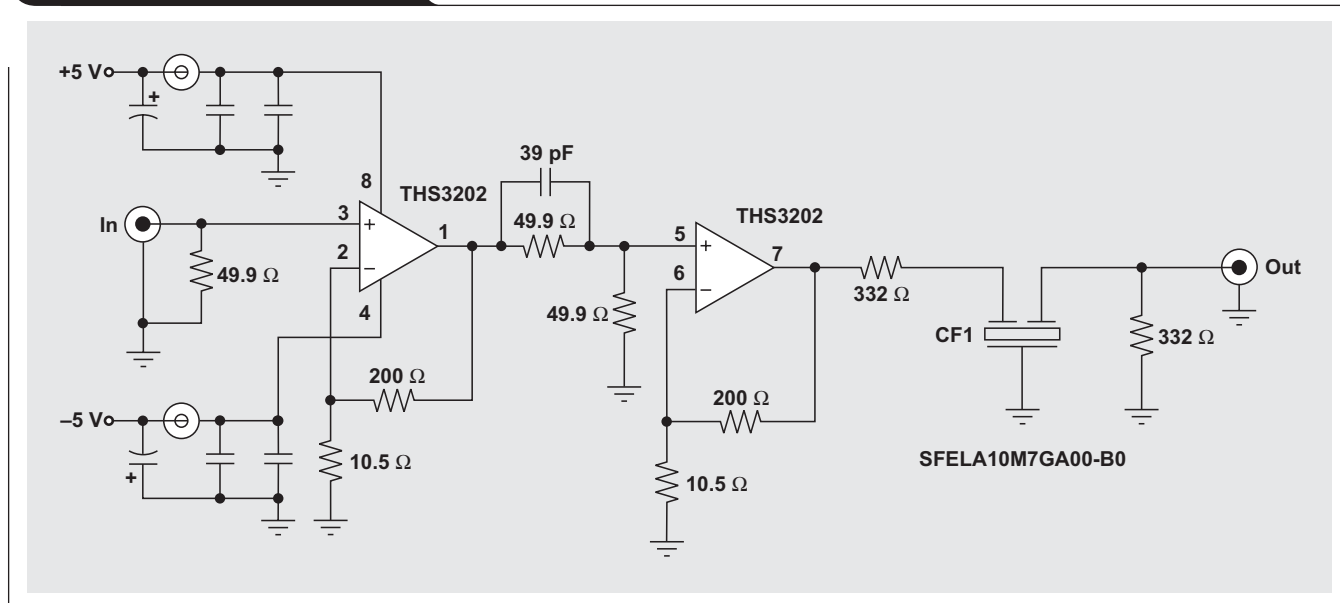 +5 V
+
8
THS3202
39 pF
In
3
+
1
49.9 Ω
THS3202
2
–
5
+
7
49.9 Ω
4
6
–
332 Ω
Out
49.9 Ω
CF1
332 Ω
200 Ω
200 Ω
–5 V
+
10.5 Ω
10.5 Ω
SFELA10M7GA00-B0